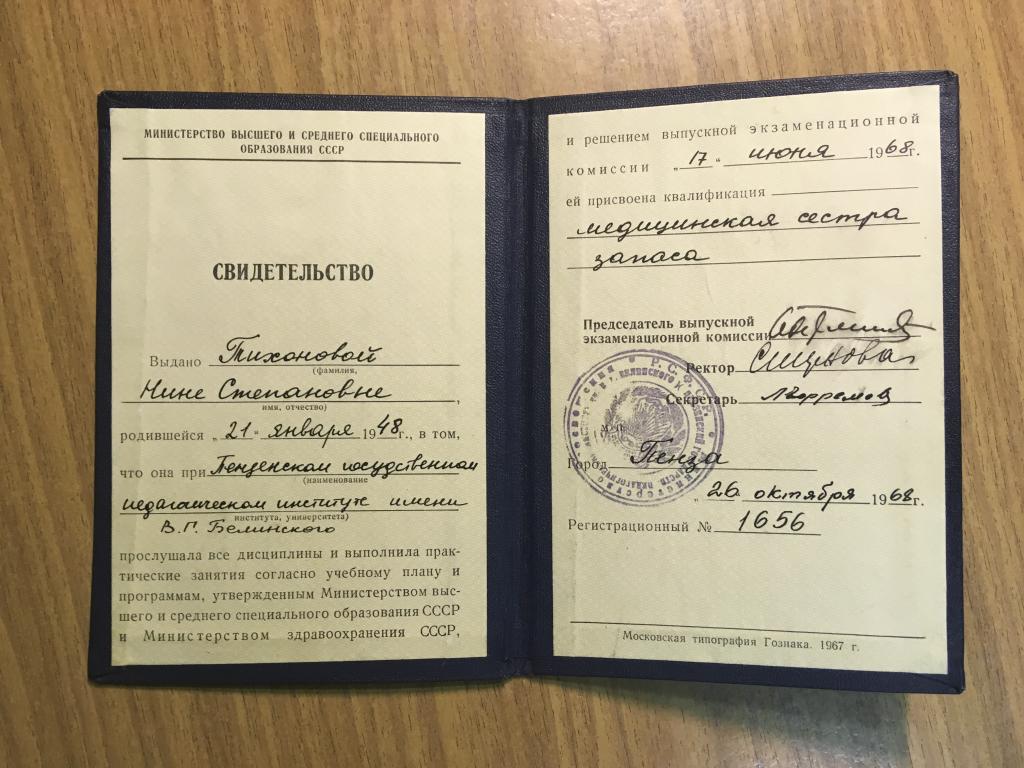 МИНИСТЕРСТВО ВЫСШЕГО И СРЕДНЕГО СПЕЦИАЛЬНОГО
ОБРАЗОВАНИЯ СССР
СВИДЕТЕЛЬСТВО
Выдано Тихоновой
(фамилия,
Нине Степановне,
имя, отчество)
родившейся „21“ января 1948 г., в том,
что она при Пензенском государственном
(наименование
педагогическом институте имени
института, университета)
В.Г. Белинского
прослушала все дисциплины и выполнила прак-
тические занятия согласно учебному плану и
программам, утвержденным Министерством выс-
шего и среднего специального образования СССР
и Министерством здравоохранения СССР,
и решением выпускной экзаменационной
комиссии „17“ июня 1968 г.
ей присвоена квалификация
медицинская сестра
запаса
Председатель выпускной
экзаменационной комиссии
Ректор
Секретарь
М. П.
Город Пенза
„26 октября 1968 г.
Регистрационный № 1656
Московская типография Гознака. 1967 г.